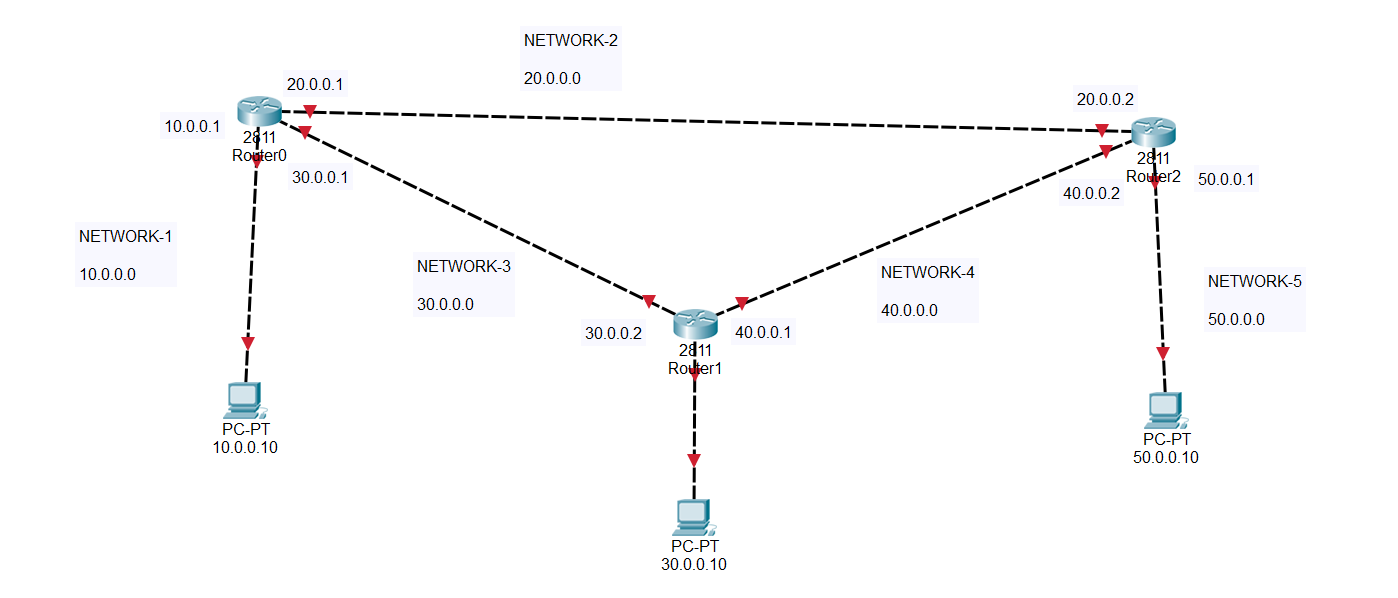 NETWORK-2
20.0.0.0
20.0.0.1
20.0.0.2
10.0.0.1
2811
Router0
30.0.0.1
2811
Router2
50.0.0.1
40.0.0.2
NETWORK-1
10.0.0.0
NETWORK-3
30.0.0.0
NETWORK-4
40.0.0.0
NETWORK-5
50.0.0.0
30.0.0.2
40.0.0.1
2811
Router1
PC-PT
10.0.0.10
PC-PT
50.0.0.10
PC-PT
30.0.0.10